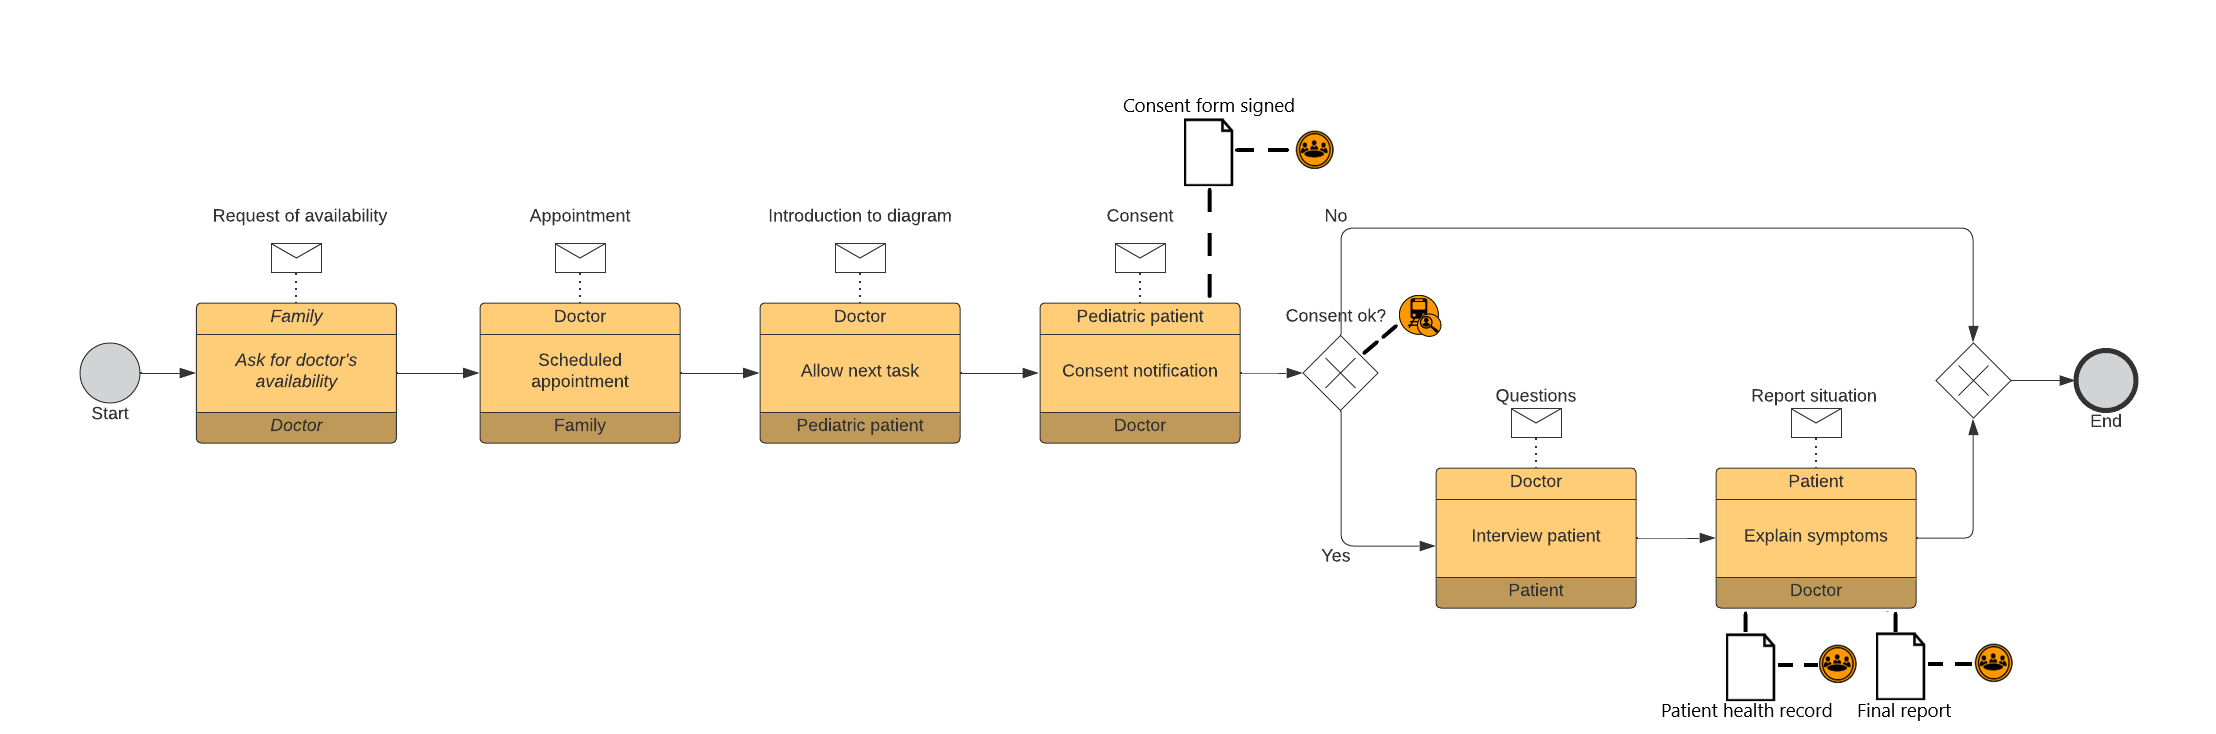 Consent form signed
Request of availability
Appointment
Introduction to diagram
Consent
No
Family
Doctor
Doctor
Pediatric patient
Consent ok?
Ask for doctor's
availability
Scheduled
appointment
Allow next task
Consent notification
Start
Doctor
Family
Pediatric patient
Doctor
Questions
Report situation
End
Doctor
Patient
Interview patient
Explain symptoms
Yes
Patient
Doctor
Patient health record
Final report